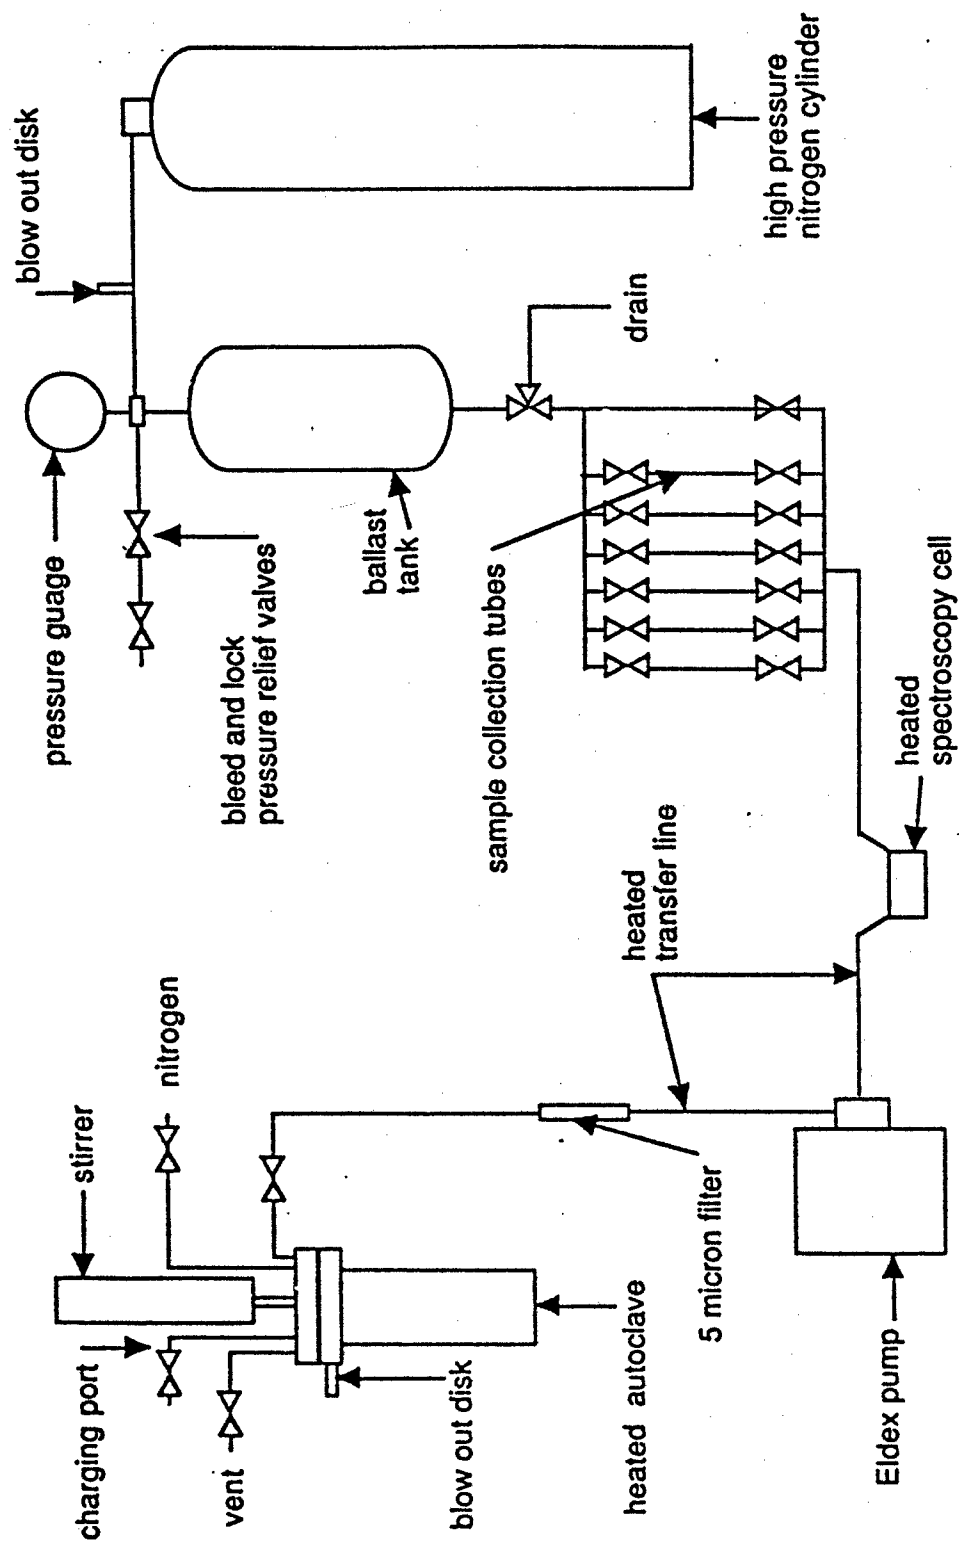 charging port
stirrer
nitrogen
vent
blow out disk
heated autoclave
5 micron filter
Eldex pump
heated
transfer line
heated
spectroscopy cell
sample collection tubes
pressure guage
bleed and lock
pressure relief valves
ballast
tank
blow out disk
drain
high pressure
nitrogen cylinder